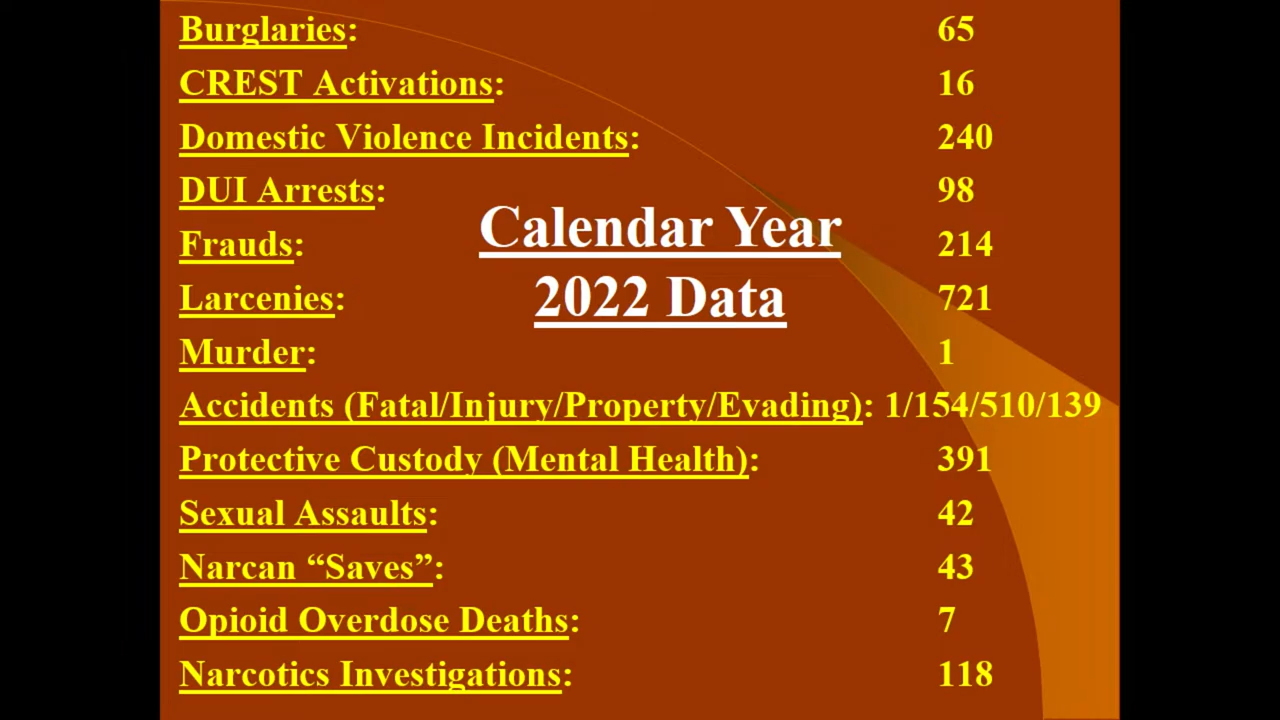 Burglaries: 65
CREST Activations: 16
Domestic Violence Incidents: 240
DUI Arrests: 98
Calendar Year
Frauds: 214
2022 Data
Larcenies: 721
Murder: 1
Accidents (Fatal/Injury/Property/Evading): 1/154/510/139
Protective Custody (Mental Health): 391
Sexual Assaults: 42
Narcan “Saves”: 43
Opioid Overdose Deaths: 7
Narcotics Investigations: 118